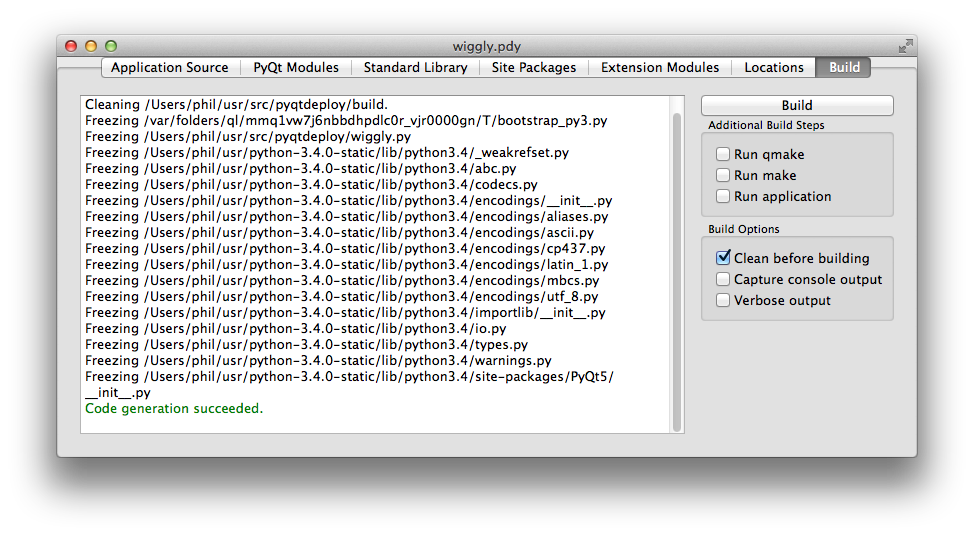 wiggly.pdy
Application Source PyQt Modules Standard Library Site Packages Extension Modules Locations Build
Cleaning /Users/phil/usr/src/pyqtdeploy/build.
Freezing /var/folders/ql/mmq1vw7j6nbbdhpdlc0r_vjr0000gn/T/bootstrap_py3.py
Freezing /Users/phil/usr/src/pyqtdeploy/wiggly.py
Freezing /Users/phil/usr/python-3.4.0-static/lib/python3.4/_weakrefset.py
Freezing /Users/phil/usr/python-3.4.0-static/lib/python3.4/abc.py
Freezing /Users/phil/usr/python-3.4.0-static/lib/python3.4/codecs.py
Freezing /Users/phil/usr/python-3.4.0-static/lib/python3.4/encodings/__init__.py
Freezing /Users/phil/usr/python-3.4.0-static/lib/python3.4/encodings/aliases.py
Freezing /Users/phil/usr/python-3.4.0-static/lib/python3.4/encodings/ascii.py
Freezing /Users/phil/usr/python-3.4.0-static/lib/python3.4/encodings/cp437.py
Freezing /Users/phil/usr/python-3.4.0-static/lib/python3.4/encodings/latin_1.py
Freezing /Users/phil/usr/python-3.4.0-static/lib/python3.4/encodings/mbcs.py
Freezing /Users/phil/usr/python-3.4.0-static/lib/python3.4/encodings/utf_8.py
Freezing /Users/phil/usr/python-3.4.0-static/lib/python3.4/importlib/__init__.py
Freezing /Users/phil/usr/python-3.4.0-static/lib/python3.4/io.py
Freezing /Users/phil/usr/python-3.4.0-static/lib/python3.4/types.py
Freezing /Users/phil/usr/python-3.4.0-static/lib/python3.4/warnings.py
Freezing /Users/phil/usr/python-3.4.0-static/lib/python3.4/site-packages/PyQt5/
__init__.py
Code generation succeeded.
Build
Additional Build Steps
Run qmake
Run make
Run application
Build Options
Clean before building
Capture console output
Verbose output